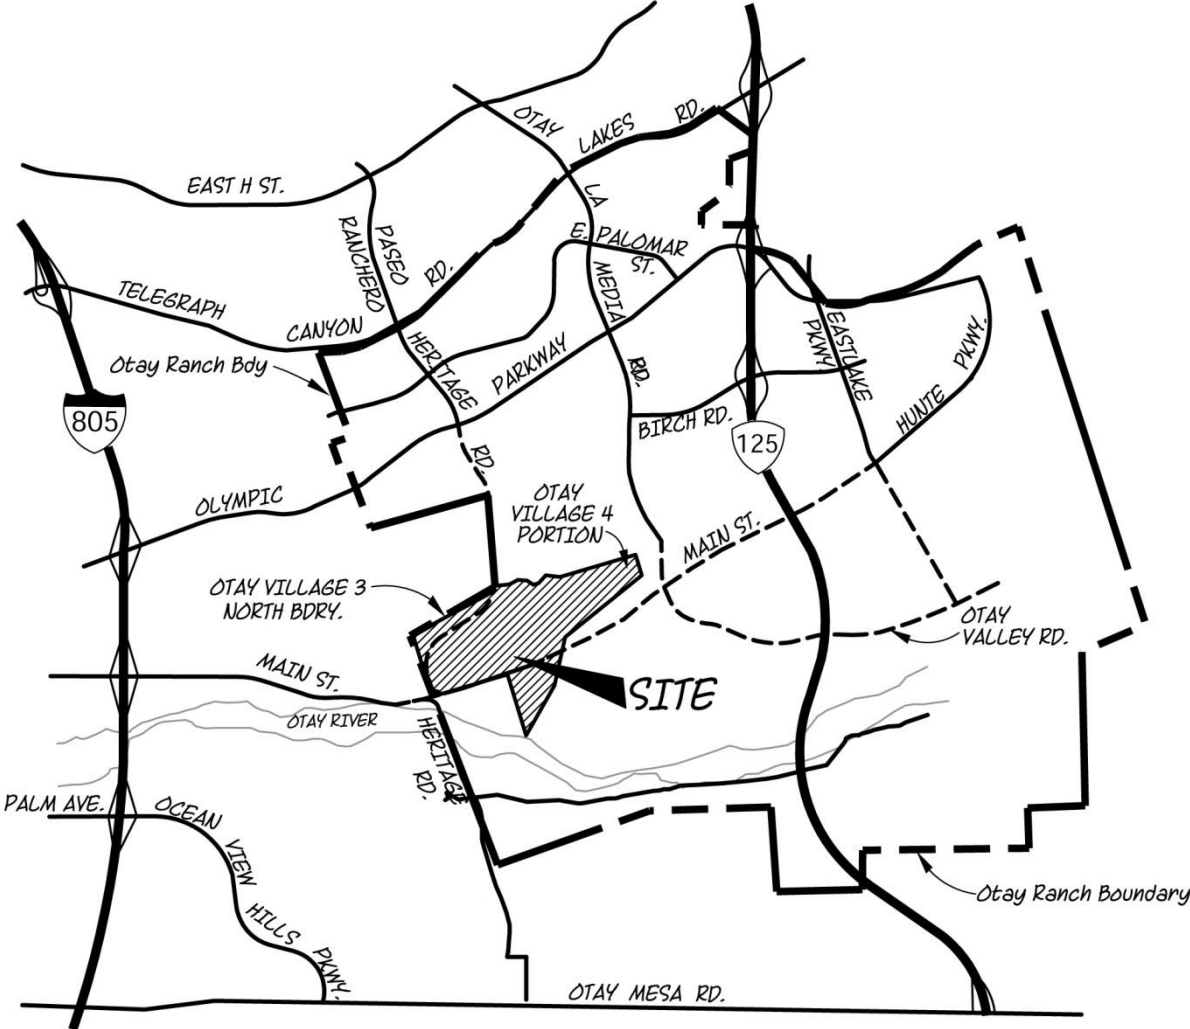 OTAY
LAKES
RD.
EAST H ST.
LA
PASEO
RANCHERO
E. PALOMAR
ST.
RD.
MEDIA
TELEGRAPH
CANYON
Otay Ranch Bdy
HERITAGE
PARKWAY
EASTLAKE
PKWY.
PKWY.
HUNTE
RD.
BIRCH RD.
805
125
RD.
OLYMPIC
OTAY
VILLAGE 4
PORTION
MAIN ST.
OTAY VILLAGE 3
NORTH BDRY.
OTAY
VALLEY RD.
MAIN ST.
SITE
OTAY RIVER
HERITAGE
RD.
PALM AVE.
OCEAN
VIEW
HILLS
PKWY.
Otay Ranch Boundary
OTAY MESA RD.